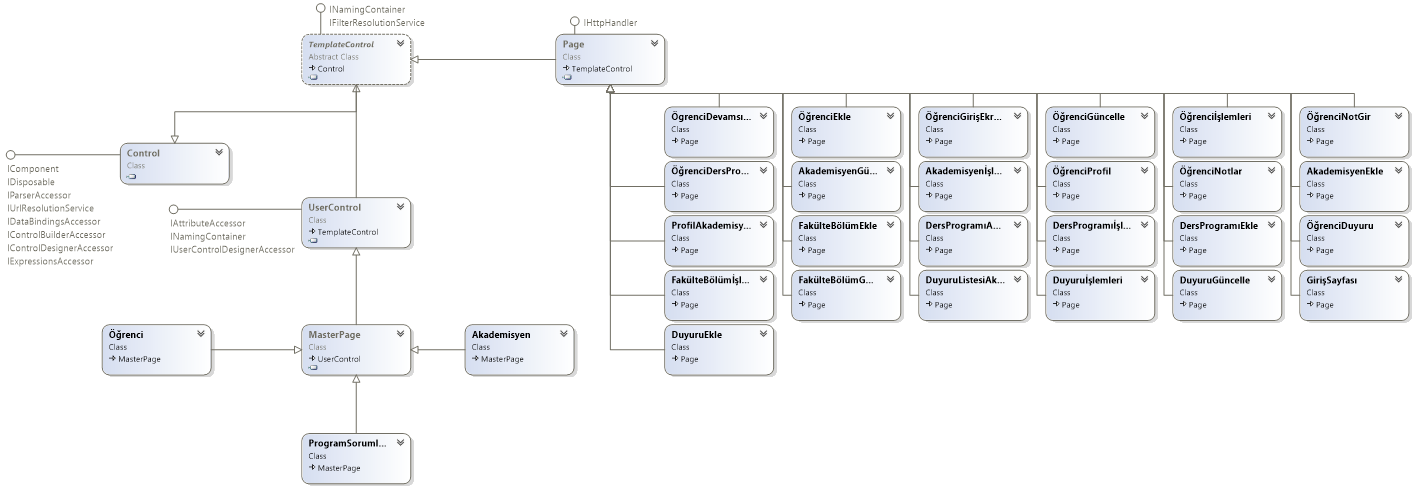 INamingContainer
IFilterResolutionService
TemplateControl
Abstract Class
Control
IHttpHandler
Page
Class
TemplateControl
Control
Class
IComponent
IDisposable
IParserAccessor
IUrlResolutionService
IDataBindingsAccessor
IControlBuilderAccessor
IControlDesignerAccessor
IExpressionsAccessor
UserControl
Class
TemplateControl
IAttributeAccessor
INamingContainer
IUserControlDesignerAccessor
Öğrenci
Class
MasterPage
MasterPage
Class
UserControl
Akademisyen
Class
MasterPage
ProgramSoruml...
Class
MasterPage
ÖgrenciDevamsı...
Class
Page
ÖğrenciEkle
Class
Page
ÖğrenciGirişEkr...
Class
Page
ÖğrenciGüncelle
Class
Page
Öğrenciİşlemleri
Class
Page
ÖğrenciNotGir
Class
Page
ÖğrenciDersPro...
Class
Page
AkademisyenGü...
Class
Page
Akademisyenİşl...
Class
Page
ÖğrenciProfil
Class
Page
ÖğrenciNotlar
Class
Page
AkademisyenEkle
Class
Page
ProfilAkademisy...
Class
Page
FakülteBölümEkle
Class
Page
DersProgramıA...
Class
Page
DersProgramıİşl...
Class
Page
DersProgramıEkle
Class
Page
ÖğrenciDuyuru
Class
Page
FakülteBölümİşl...
Class
Page
FakülteBölümG...
Class
Page
DuyuruListesiAk...
Class
Page
Duyuruİşlemleri
Class
Page
DuyuruGüncelle
Class
Page
GirişSayfası
Class
Page
DuyuruEkle
Class
Page